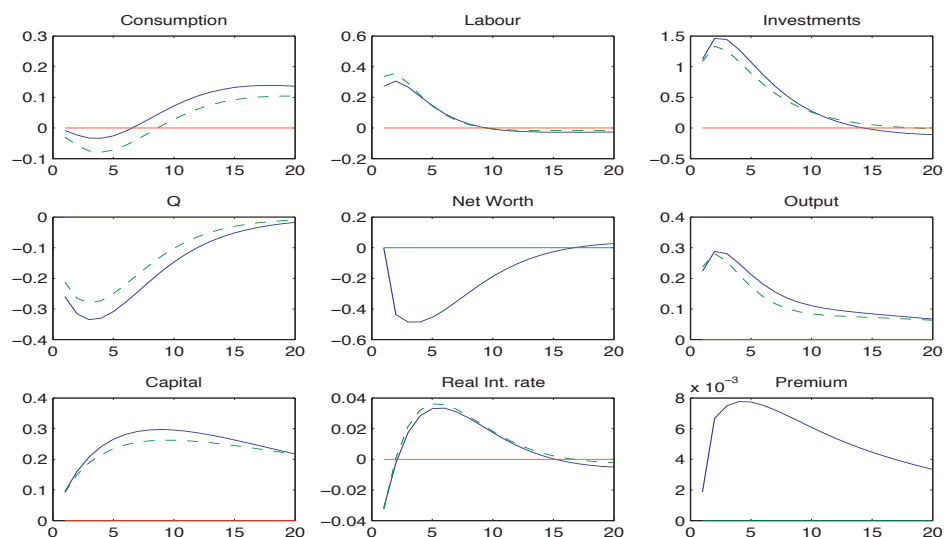 Consumption
Labour
Investments
0.3
0.2
0.1
0
−0.1
0 5 10 15 20
0.6
0.4
0.2
0
−0.2
0 5 10 15 20
1.5
1
0.5
0
−0.5
0 5 10 15 20
Q
Net Worth
Output
0
−0.1
−0.2
−0.3
−0.4
0 5 10 15 20
0.2
0
−0.2
−0.4
−0.6
0 5 10 15 20
0.4
0.3
0.2
0.1
0
0 5 10 15 20
Capital
Real Int. rate
Premium
0.4
0.3
0.2
0.1
0
0 5 10 15 20
0.04
0.02
0
−0.02
−0.04
0 5 10 15 20
x 10⁻³
8
6
4
2
0
0 5 10 15 20